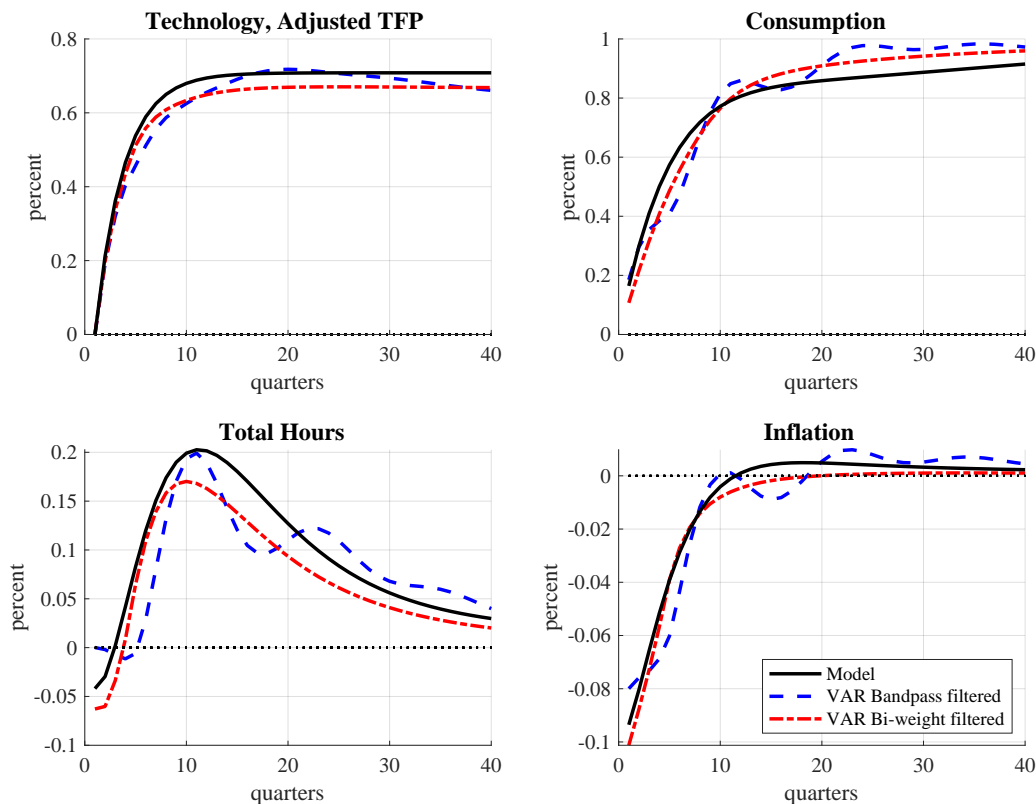 Technology, Adjusted TFP
0.8
0.6
0.4
0.2
0
percent
0 10 20 30 40
quarters
Consumption
1
0.8
0.6
0.4
0.2
0
percent
0 10 20 30 40
quarters
Total Hours
0.2
0.15
0.1
0.05
0
-0.05
-0.1
percent
0 10 20 30 40
quarters
Inflation
0
-0.02
-0.04
-0.06
-0.08
-0.1
percent
0 10 20 30 40
quarters
Model
VAR Bandpass filtered
VAR Bi-weight filtered